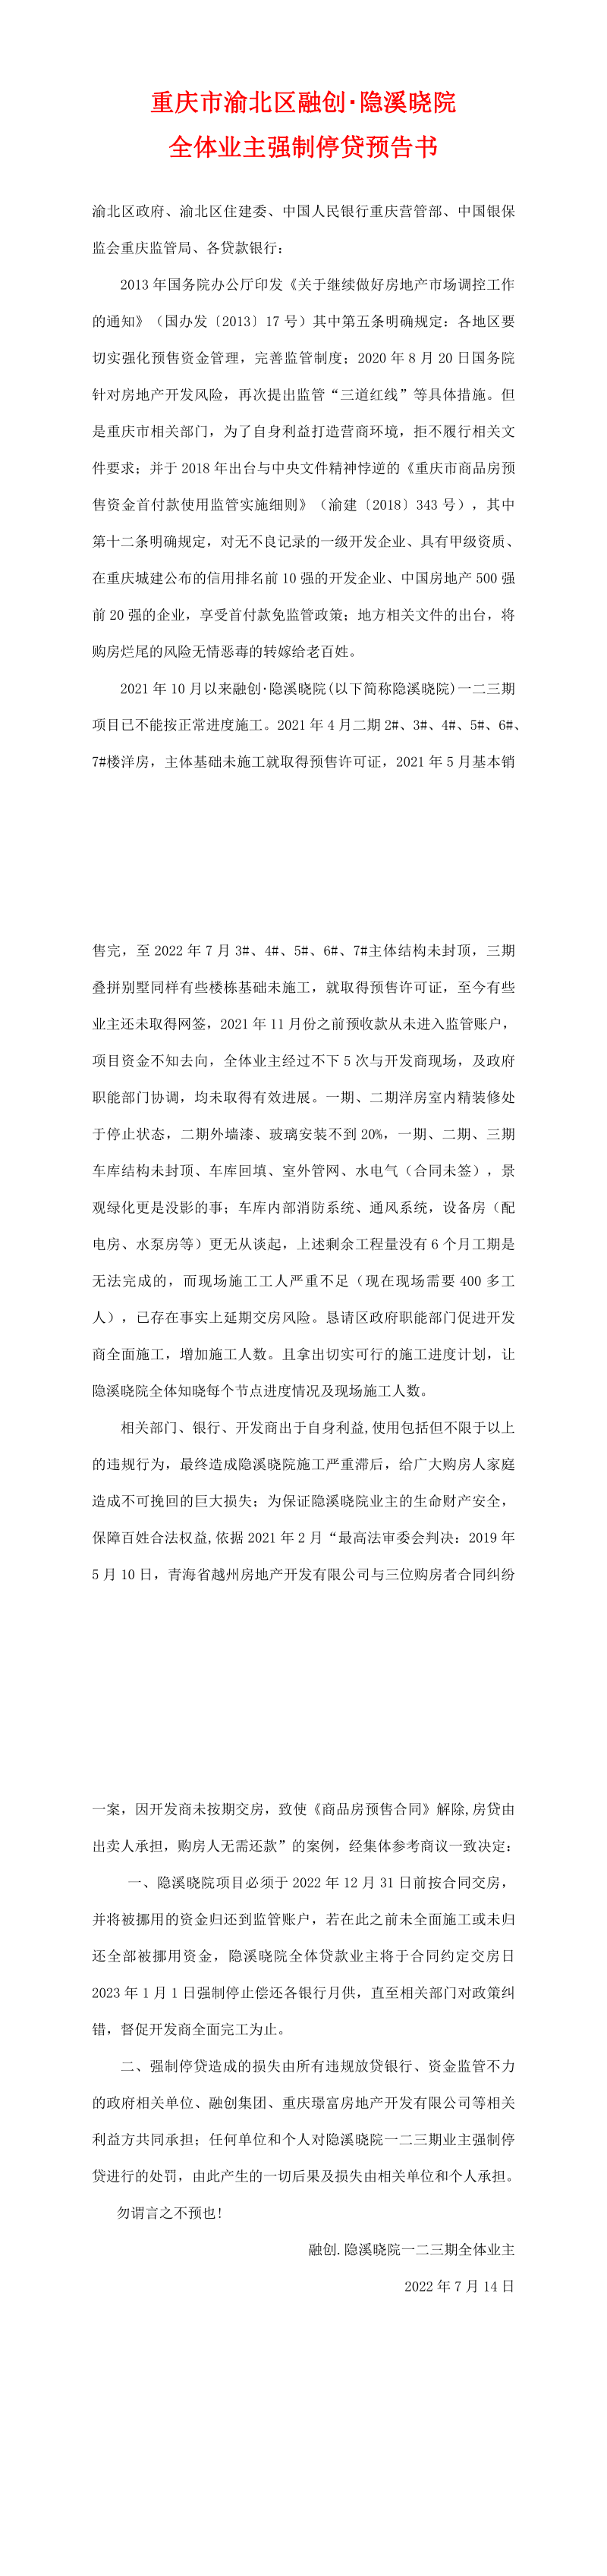 重庆市渝北区融创·隐溪晓院
全体业主强制停贷预告书
渝北区政府、渝北区住建委、中国人民银行重庆营管部、中国银保
监会重庆监管局、各贷款银行：
2013 年国务院办公厅印发《关于继续做好房地产市场调控工作
的通知》（国办发〔2013〕17 号）其中第五条明确规定：各地区要
切实强化预售资金管理，完善监管制度；2020 年 8 月 20 日国务院
针对房地产开发风险，再次提出监管“三道红线”等具体措施。但
是重庆市相关部门，为了自身利益打造营商环境，拒不履行相关文
件要求；并于 2018 年出台与中央文件精神悖逆的《重庆市商品房预
售资金首付款使用监管实施细则》（渝建〔2018〕343 号），其中
第十二条明确规定，对无不良记录的一级开发企业、具有甲级资质、
在重庆城建公布的信用排名前 10 强的开发企业、中国房地产 500 强
前 20 强的企业，享受首付款免监管政策；地方相关文件的出台，将
购房烂尾的风险无情恶毒的转嫁给老百姓。
2021 年 10 月以来融创·隐溪晓院(以下简称隐溪晓院)一二三期
项目已不能按正常进度施工。2021 年 4 月二期 2#、3#、4#、5#、6#、
7#楼洋房，主体基础未施工就取得预售许可证，2021 年 5 月基本销
售完，至 2022 年 7 月 3#、4#、5#、6#、7#主体结构未封顶，三期
叠拼别墅同样有些楼栋基础未施工，就取得预售许可证，至今有些
业主还未取得网签，2021 年 11 月份之前预收款从未进入监管账户，
项目资金不知去向，全体业主经过不下 5 次与开发商现场，及政府
职能部门协调，均未取得有效进展。一期、二期洋房室内精装修处
于停止状态，二期外墙漆、玻璃安装不到 20%，一期、二期、三期
车库结构未封顶、车库回填、室外管网、水电气（合同未签），景
观绿化更是没影的事；车库内部消防系统、通风系统，设备房（配
电房、水泵房等）更无从谈起，上述剩余工程量没有 6 个月工期是
无法完成的，而现场施工工人严重不足（现在现场需要 400 多工
人），已存在事实上延期交房风险。恳请区政府职能部门促进开发
商全面施工，增加施工人数。且拿出切实可行的施工进度计划，让
隐溪晓院全体知晓每个节点进度情况及现场施工人数。
相关部门、银行、开发商出于自身利益,使用包括但不限于以上
的违规行为，最终造成隐溪晓院施工严重滞后，给广大购房人家庭
造成不可挽回的巨大损失；为保证隐溪晓院业主的生命财产安全，
保障百姓合法权益,依据 2021 年 2 月“最高法审委会判决：2019 年
5 月 10 日，青海省越州房地产开发有限公司与三位购房者合同纠纷
一案，因开发商未按期交房，致使《商品房预售合同》解除,房贷由
出卖人承担，购房人无需还款”的案例，经集体参考商议一致决定：
一、隐溪晓院项目必须于 2022 年 12 月 31 日前按合同交房，
并将被挪用的资金归还到监管账户，若在此之前未全面施工或未归
还全部被挪用资金，隐溪晓院全体贷款业主将于合同约定交房日
2023 年 1 月 1 日强制停止偿还各银行月供，直至相关部门对政策纠
错，督促开发商全面完工为止。
二、强制停贷造成的损失由所有违规放贷银行、资金监管不力
的政府相关单位、融创集团、重庆璟富房地产开发有限公司等相关
利益方共同承担；任何单位和个人对隐溪晓院一二三期业主强制停
贷进行的处罚，由此产生的一切后果及损失由相关单位和个人承担。
勿谓言之不预也!
融创.隐溪晓院一二三期全体业主
2022 年 7 月 14 日